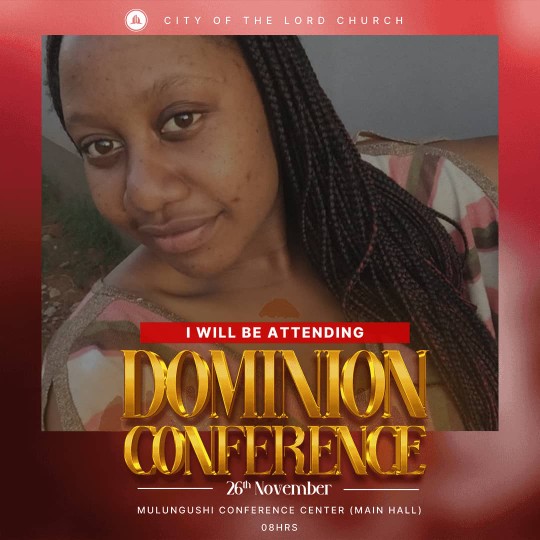 CITY OF THE LORD CHURCH
I WILL BE ATTENDING
DOMINION
CONFERENCE
26th November
MULUNGUSHI CONFERENCE CENTER (MAIN HALL)
08HRS